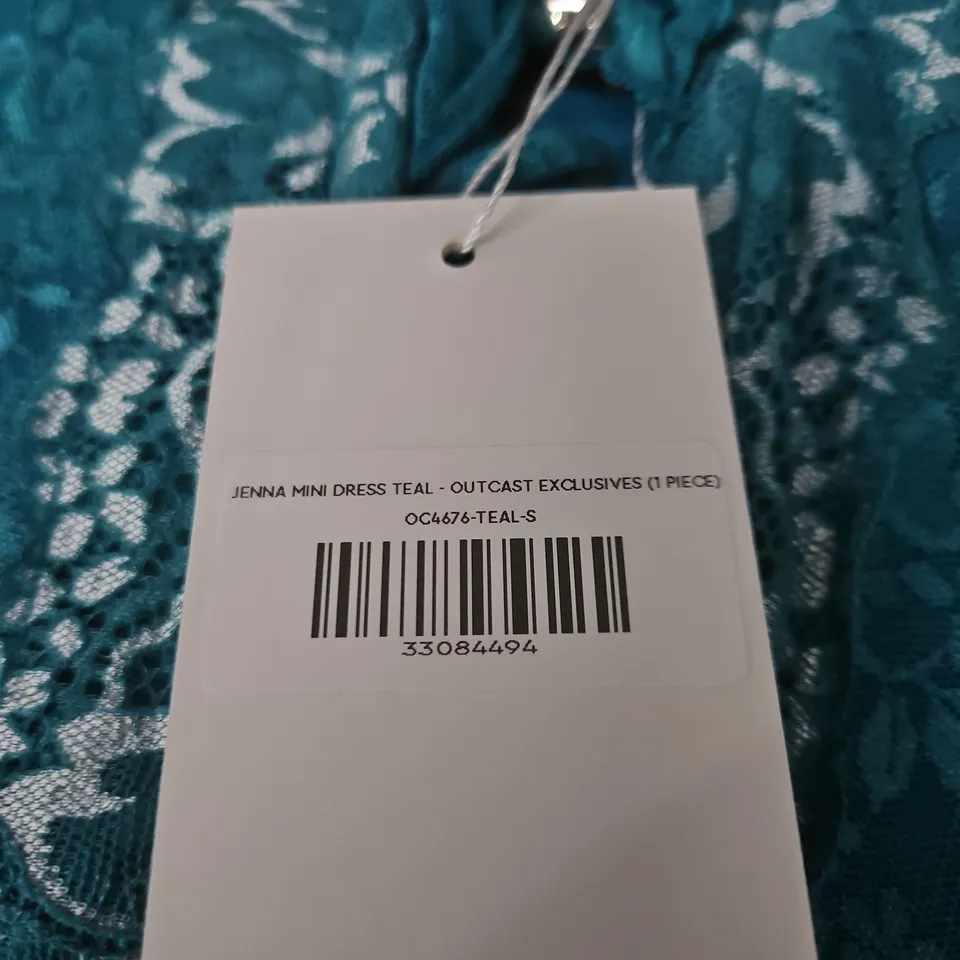 JENNA MINI DRESS TEAL - OUTCAST EXCLUSIVES (1 PIECE)
OC4676-TEAL-S
33084494